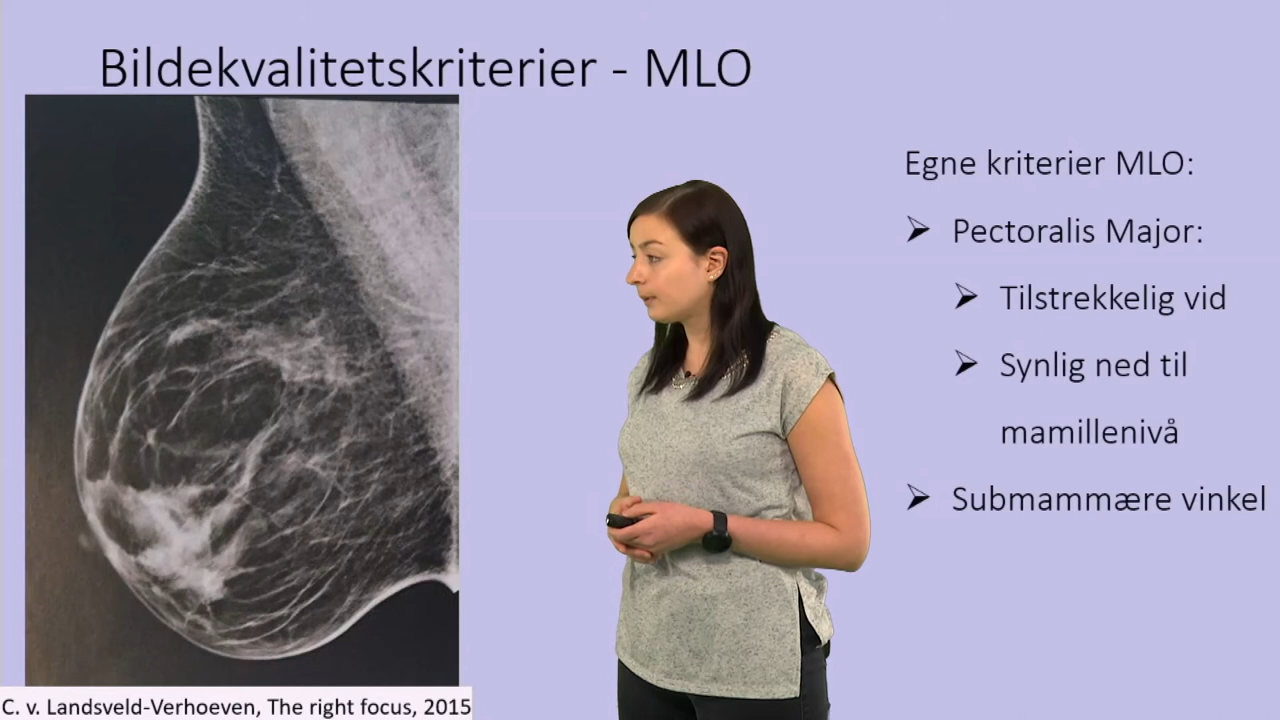 Bildekvalitetskriterier - MLO
Egne kriterier MLO:
Pectoralis Major:
Tilstrekkelig vid
Synlig ned til
mamillenivå
Submammære vinkel
C. v. Landsveld-Verhoeven, The right focus, 2015